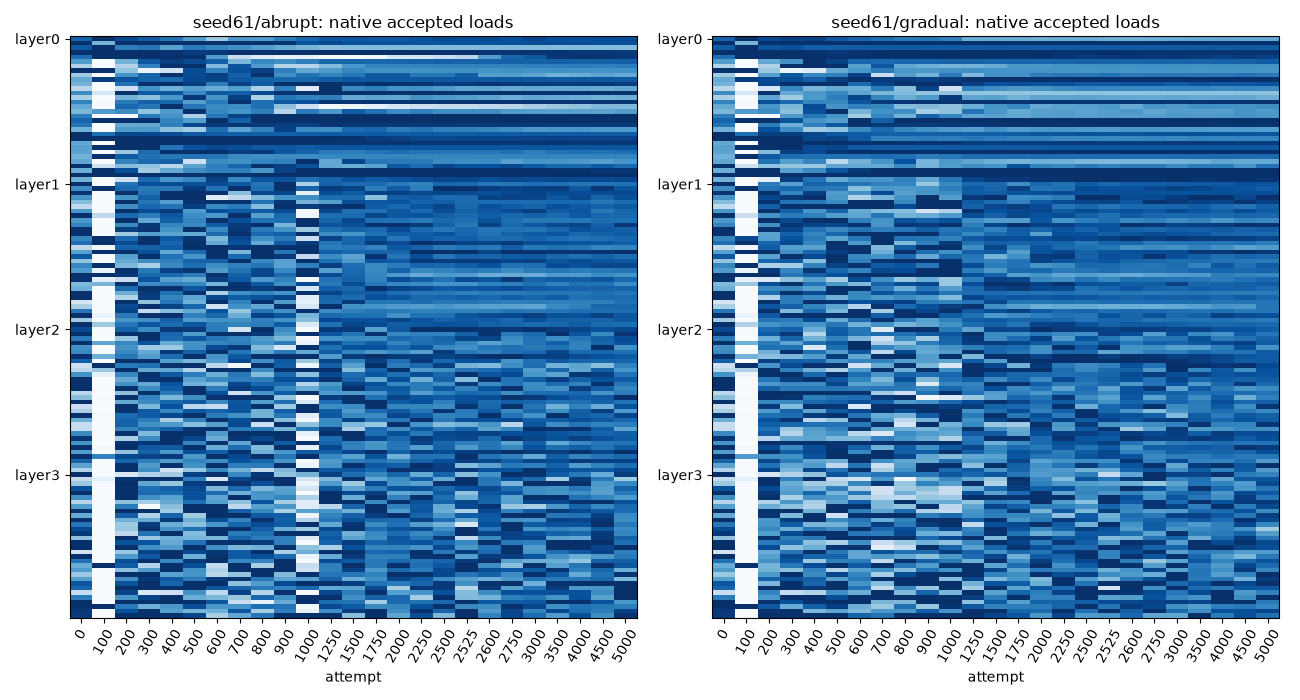 seed61/abrupt: native accepted loads
layer0
layer1
layer2
layer3
0 100 200 300 400 500 600 700 800 900 1000 1250 1500 1750 2000 2250 2500 2525 2600 2750 3000 3500 4000 4500 5000
attempt
seed61/gradual: native accepted loads
layer0
layer1
layer2
layer3
0 100 200 300 400 500 600 700 800 900 1000 1250 1500 1750 2000 2250 2500 2525 2600 2750 3000 3500 4000 4500 5000
attempt